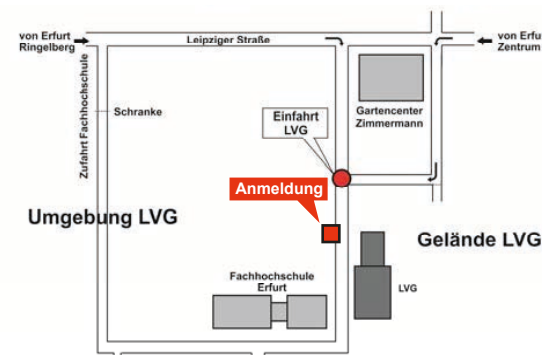 von Erfurt
Ringelberg
Leipziger Straße
von Erfu
Zentrum
Zufahrt Fachhochschule
Schranke
Einfahrt
LVG
Gartencenter
Zimmermann
Anmeldung
Umgebung LVG
Gelände LVG
Fachhochschule
Erfurt
LVG